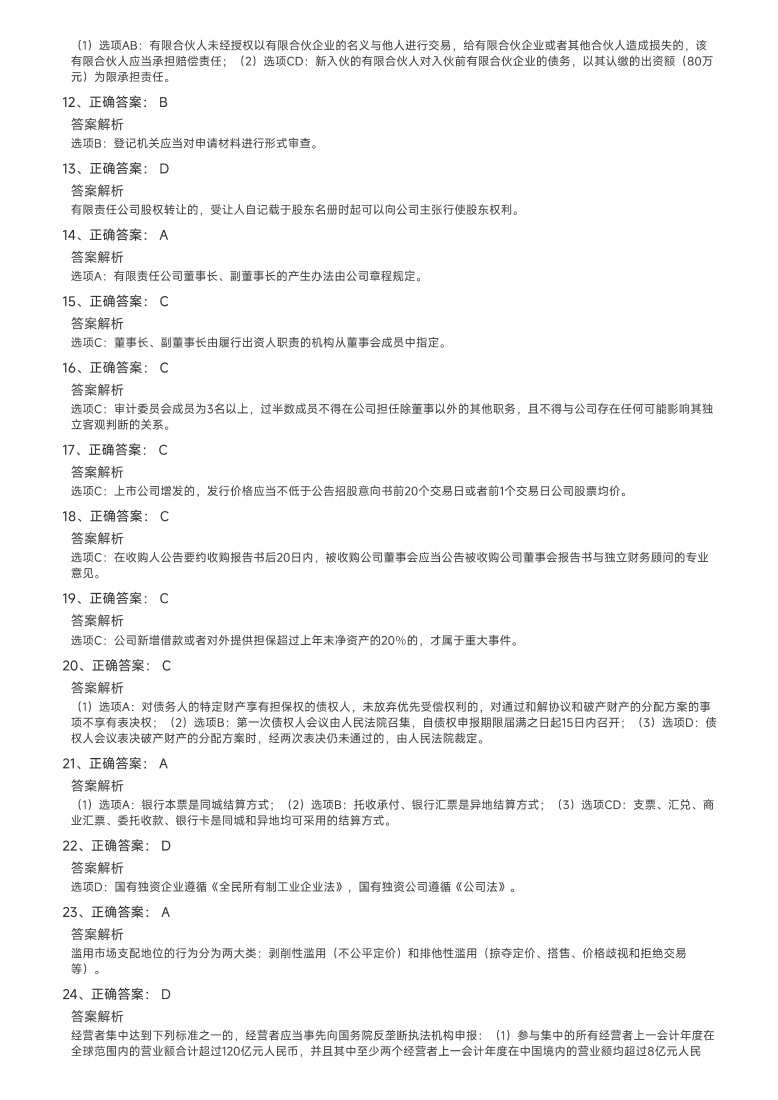 （1）选项AB：有限合伙人未经授权以有限合伙企业的名义与他人进行交易，给有限合伙企业或者其他合伙人造成损失的，该
有限合伙人应当承担赔偿责任；（2）选项CD：新入伙的有限合伙人对入伙前有限合伙企业的债务，以其认缴的出资额（80万
元）为限承担责任。
12、正确答案： B
答案解析
选项B：登记机关应当对申请材料进行形式审查。
13、正确答案： D
答案解析
有限责任公司股权转让的，受让人自记载于股东名册时起可以向公司主张行使股东权利。
14、正确答案： A
答案解析
选项A：有限责任公司董事长、副董事长的产生办法由公司章程规定。
15、正确答案： C
答案解析
选项C：董事长、副董事长由履行出资人职责的机构从董事会成员中指定。
16、正确答案： C
答案解析
选项C：审计委员会成员为3名以上，过半数成员不得在公司担任除董事以外的其他职务，且不得与公司存在任何可能影响其独
立客观判断的关系。
17、正确答案： C
答案解析
选项C：上市公司增发的，发行价格应当不低于公告招股意向书前20个交易日或者前1个交易日公司股票均价。
18、正确答案： C
答案解析
选项C：在收购人公告要约收购报告书后20日内，被收购公司董事会应当公告被收购公司董事会报告书与独立财务顾问的专业
意见。
19、正确答案： C
答案解析
选项C：公司新增借款或者对外提供担保超过上年末净资产的20%的，才属于重大事件。
20、正确答案： C
答案解析
（1）选项A：对债务人的特定财产享有担保权的债权人，未放弃优先受偿权利的，对通过和解协议和破产财产的分配方案的事
项不享有表决权；（2）选项B：第一次债权人会议由人民法院召集，自债权申报期限届满之日起15日内召开；（3）选项D：债
权人会议表决破产财产的分配方案时，经两次表决仍未通过的，由人民法院裁定。
21、正确答案： A
答案解析
（1）选项A：银行本票是同城结算方式；（2）选项B：托收承付、银行汇票是异地结算方式；（3）选项CD：支票、汇兑、商
业汇票、委托收款、银行卡是同城和异地均可采用的结算方式。
22、正确答案： D
答案解析
选项D：国有独资企业遵循《全民所有制工业企业法》，国有独资公司遵循《公司法》。
23、正确答案： A
答案解析
滥用市场支配地位的行为分为两大类：剥削性滥用（不公平定价）和排他性滥用（掠夺定价、搭售、价格歧视和拒绝交易
等）。
24、正确答案： D
答案解析
经营者集中达到下列标准之一的，经营者应当事先向国务院反垄断执法机构申报：（1）参与集中的所有经营者上一会计年度在
全球范围内的营业额合计超过120亿元人民币，并且其中至少两个经营者上一会计年度在中国境内的营业额均超过8亿元人民